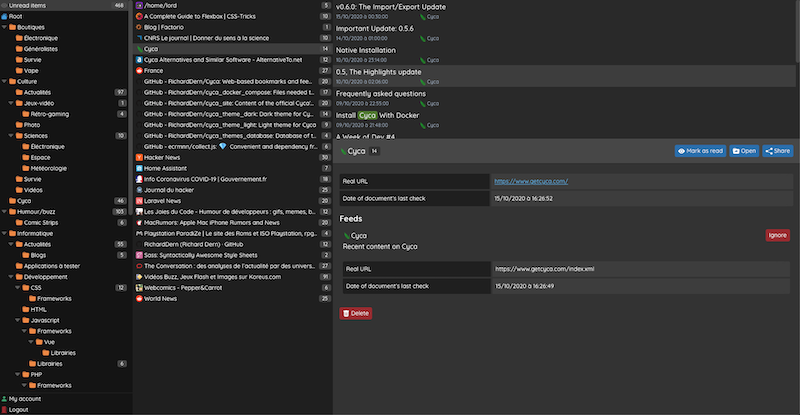 Unread items 468
Root
Boutiques
Électronique
Généralistes
Survie
Vape
Culture
Actualités 97
Jeux-vidéo 1
Rétro-gaming 4
Photo
Sciences 10
Électronique
Espace
Météorologie
Survie
Vidéos
Cyca 46
Humour/buzz 103
Comic Strips 6
Informatique
Actualités 55
Blogs 5
Applications à tester
Développement
CSS 12
Frameworks
HTML
Javascript
Frameworks
Vue
Librairies
Librairies 6
PHP
Frameworks
My account
Logout
/home/lord 5
A Complete Guide to Flexbox | CSS-Tricks 10
Blog | Factorio 1
CNRS Le journal | Donner du sens à la science 10
Cyca 14
Cyca Alternatives and Similar Software - AlternativeTo.net 12
France 27
GitHub - RichardDern/Cyca: Web-based bookmarks and fee... 20
GitHub - RichardDern/cyca_docker_compose: Files needed t... 17
GitHub - RichardDern/cyca_site: Content of the official Cyca'... 20
GitHub - RichardDern/cyca_theme_dark: Dark theme for Cyca 20
GitHub - RichardDern/cyca_theme_light: Light theme for Cyca 20
GitHub - RichardDern/cyca_themes_database: Database of t... 3
GitHub - ecrmnn/collect.js: 💎 Convenient and dependency fr... 6
Hacker News 30
Home Assistant 7
Info Coronavirus COVID-19 | Gouvernement.fr
Journal du hacker 25
Laravel News 20
Les Joies du Code - Humour de développeurs : gifs, memes, b... 12
MacRumors: Apple Mac iPhone Rumors and News 20
Playstation ParadiZe | Le site des Roms et ISO Playstation, rpg...
RichardDern (Richard Dern) · GitHub 12
Sass: Syntactically Awesome Style Sheets 2
The Conversation : des analyses de l'actualité par des univers... 27
Vidéos Buzz, Jeux Flash et Images sur Koreus.com 91
Webcomics - Pepper&Carrot 6
World News 25
v0.6.0: The Import/Export Update
15/10/2020 à 00:30:00 Cyca
Important Update: 0.5.6
14/10/2020 à 01:00:00 Cyca
Native Installation
10/10/2020 à 23:14:00 Cyca
0.5, The Highlights update
10/10/2020 à 02:06:00 Cyca
Frequently asked questions
09/10/2020 à 22:55:00 Cyca
Install Cyca With Docker
09/10/2020 à 21:48:00 Cyca
A Week of Dev #4
Cyca 14
Mark as read Open Share
Real URL https://www.getcyca.com/
Date of document's last check 15/10/2020 à 16:26:52
Feeds
Cyca Ignore
Recent content on Cyca
Real URL https://www.getcyca.com/index.xml
Date of document's last check 15/10/2020 à 16:26:49
Delete